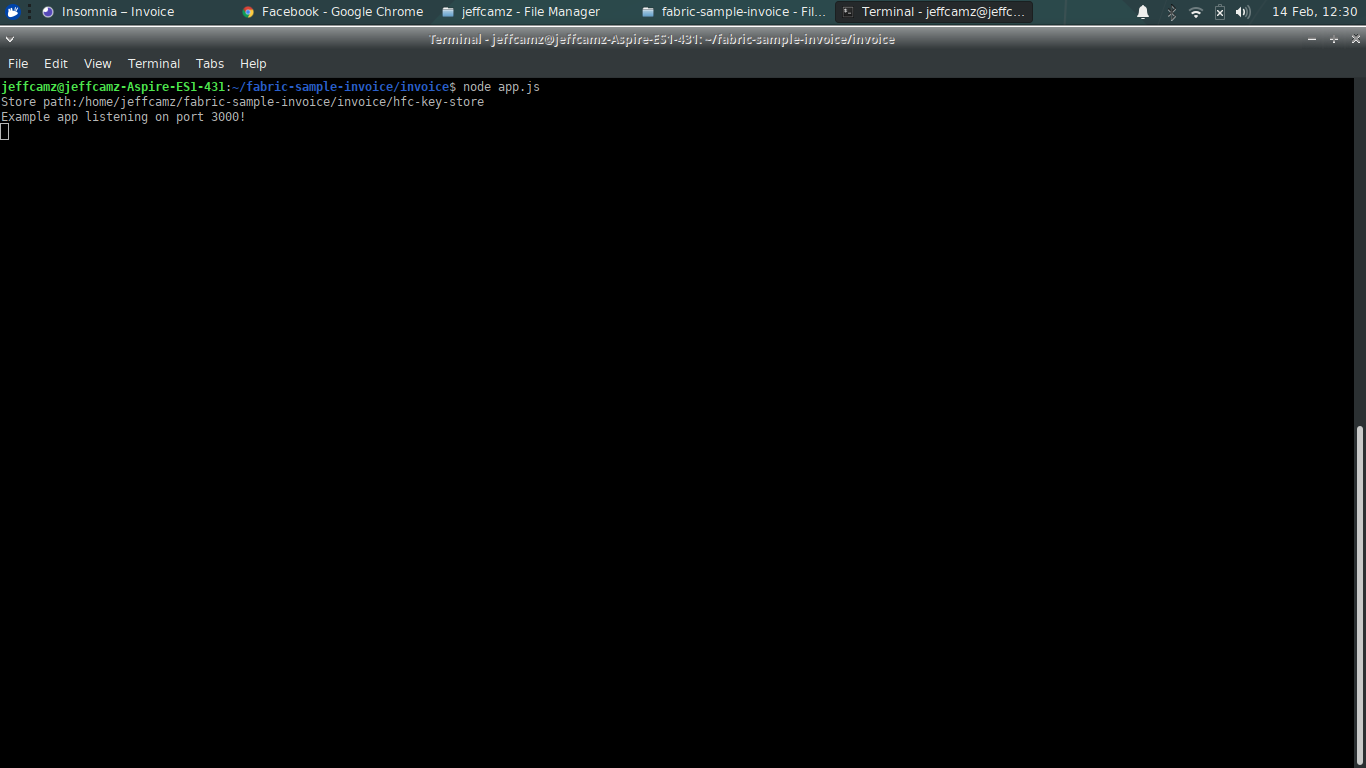 Insomnia – Invoice
Facebook - Google Chrome
jeffcamz - File Manager
fabric-sample-invoice - Fil...
Terminal - jeffcamz@jeffc...
14 Feb, 12:30
Terminal - jeffcamz@jeffcamz-Aspire-ES1-431: ~/fabric-sample-invoice/invoice
File Edit View Terminal Tabs Help
jeffcamz@jeffcamz-Aspire-ES1-431:~/fabric-sample-invoice/invoice$ node app.js
Store path:/home/jeffcamz/fabric-sample-invoice/invoice/hfc-key-store
Example app listening on port 3000!